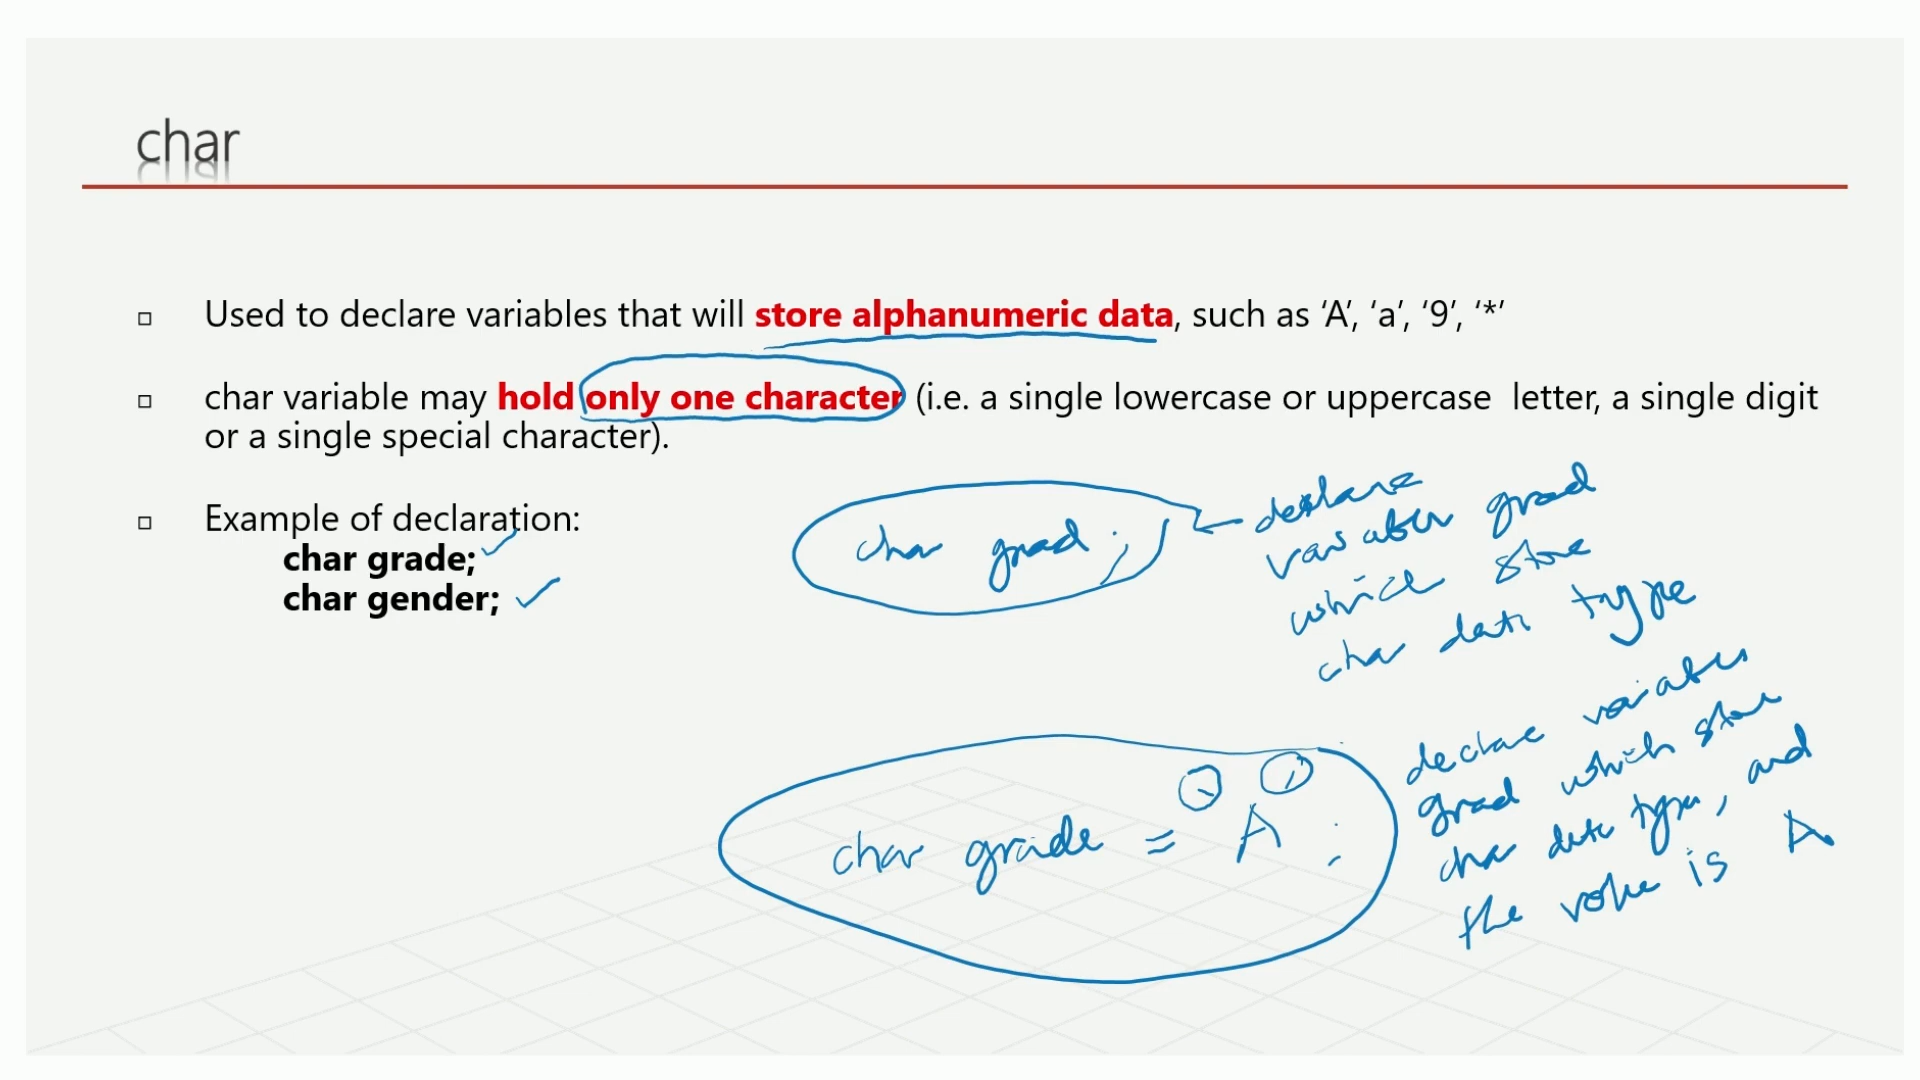 char
□ Used to declare variables that will store alphanumeric data, such as ‘A’, ‘a’, ‘9’, ‘*’
□ char variable may hold only one character (i.e. a single lowercase or uppercase letter, a single digit
or a single special character).
□ Example of declaration:
char grade;
char gender;
char grad ;
declare
grad
which store
char data type
char grade = 'A' ;
declare
grad which store
char data type, and
the value is A